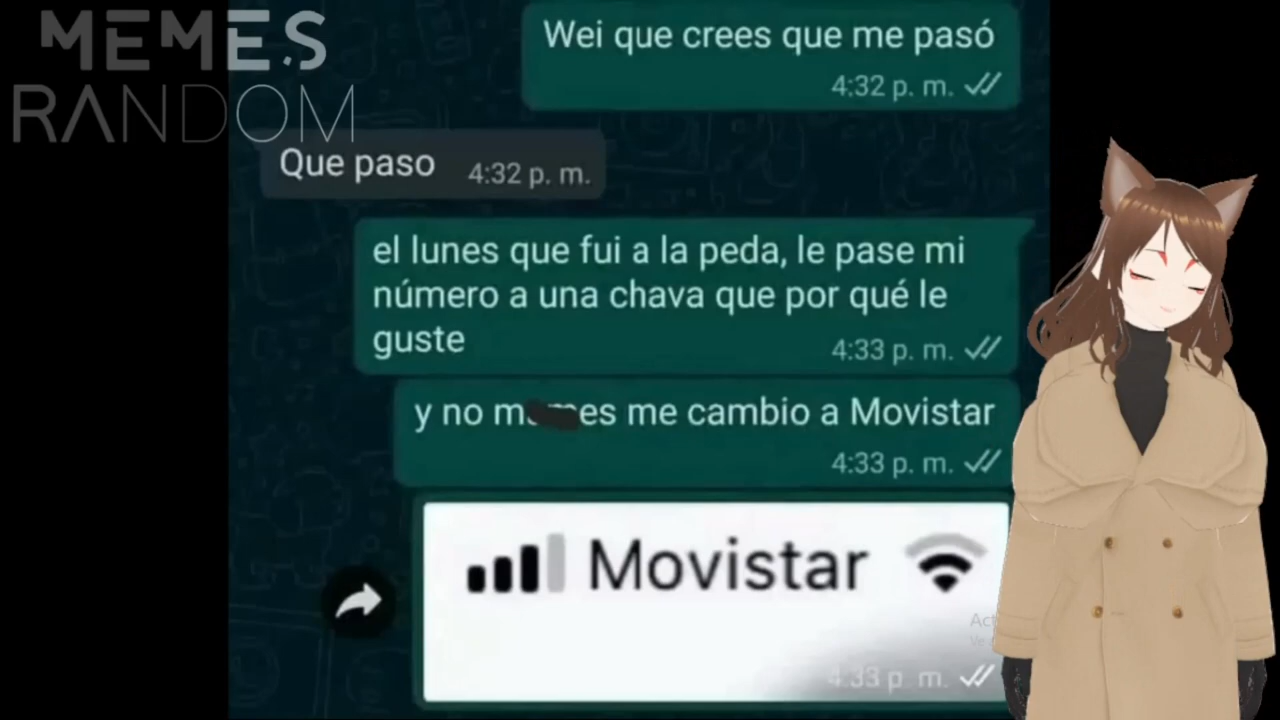 MEMES
RANDOM
Wei que crees que me pasó
4:32 p. m.
Que paso
4:32 p. m.
el lunes que fui a la peda, le pase mi
número a una chava que por qué le
guste
4:33 p. m.
y no me cambio a Movistar
4:33 p. m.
Movistar
4:33 p. m.